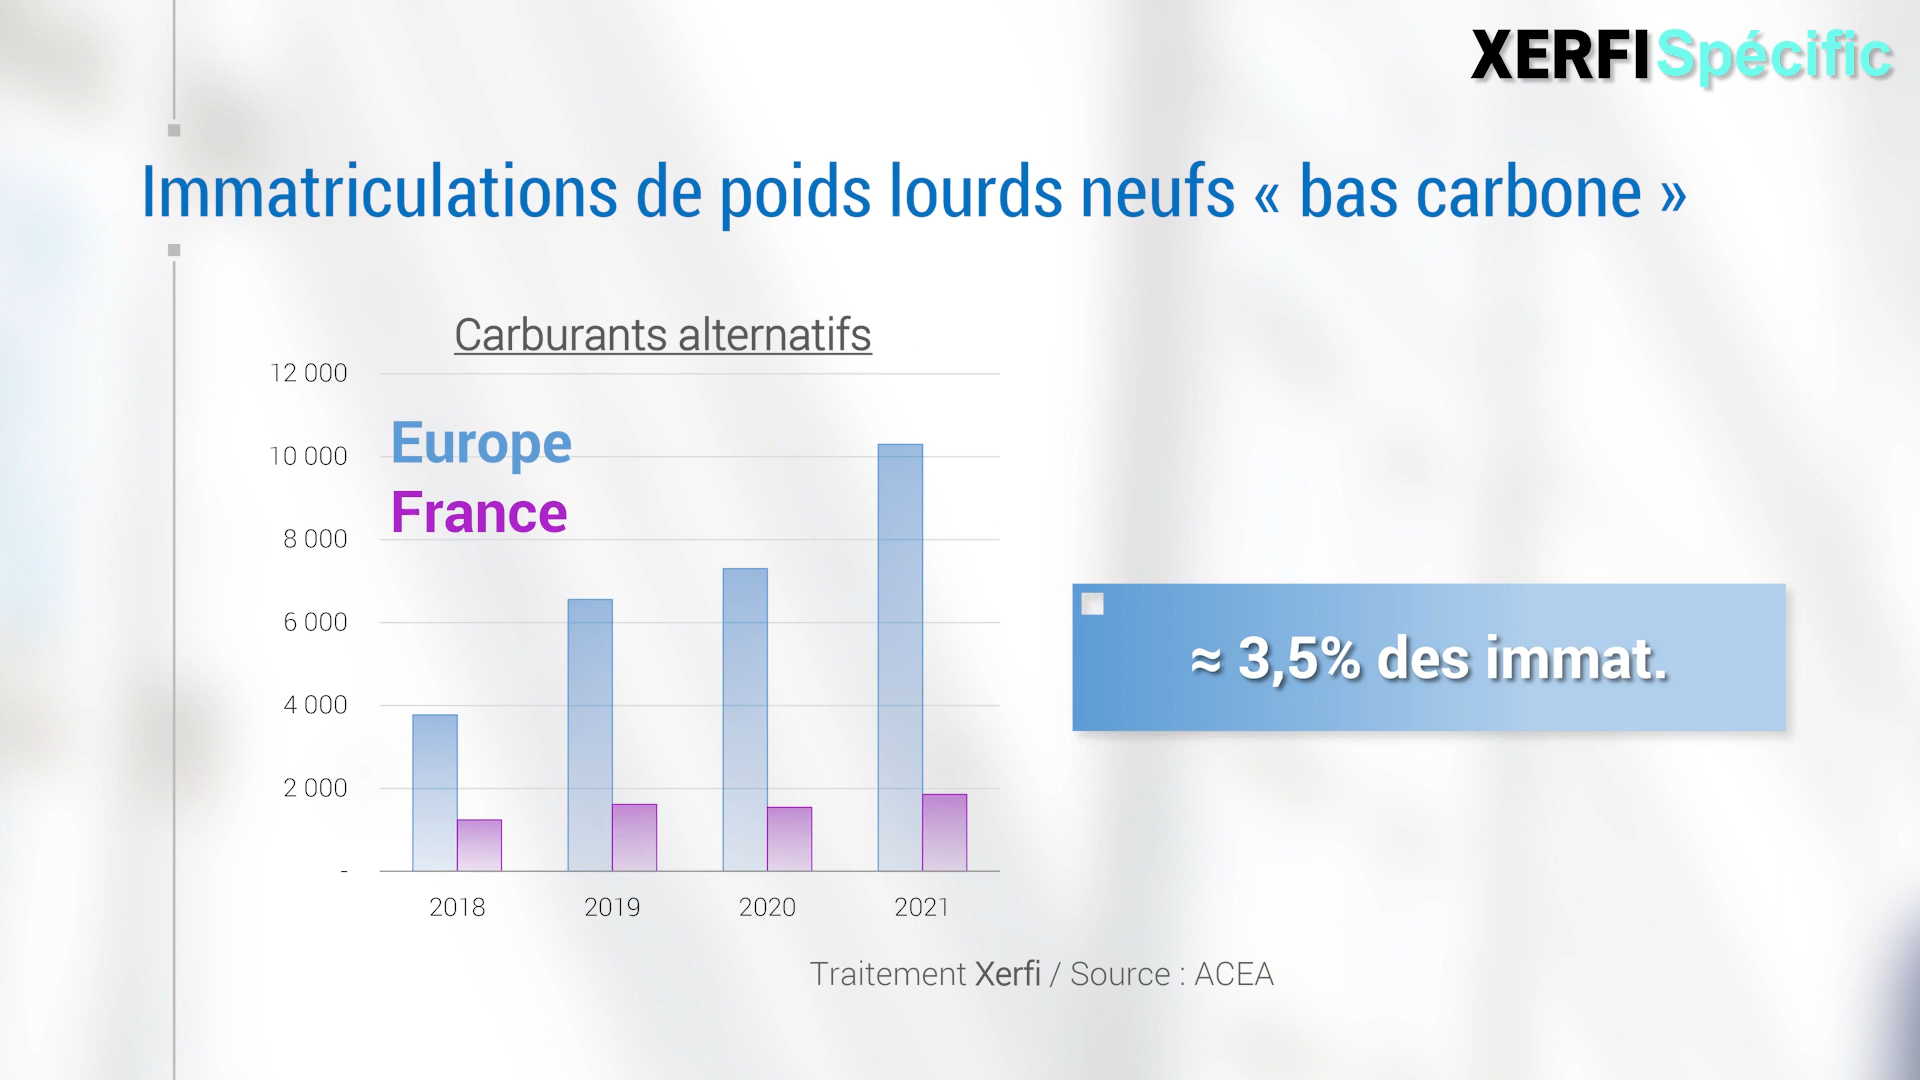 XERFI Spécific
Immatriculations de poids lourds neufs « bas carbone »
Carburants alternatifs
12 000
10 000
8 000
6 000
4 000
2 000
-
Europe
France
2018 2019 2020 2021
≈ 3,5% des immat.
Traitement Xerfi / Source : ACEA